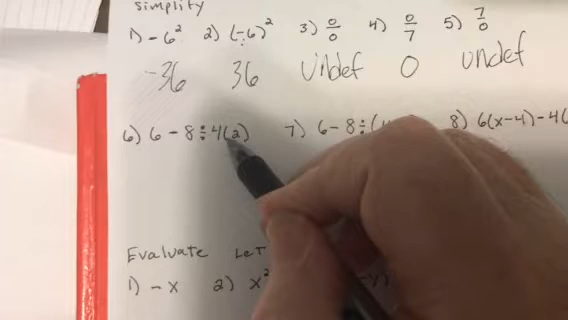 simplify
1) -6² 2) (-6)² 3) 0/0 4) 0/7 5) 7/0
-36 36 undef 0 undef
6) 6 - 8 ÷ 4(2) 7) 6 - 8 ÷ ( 8) 6(x-4) - 4(
Evaluate Let
1) -x 2) x²